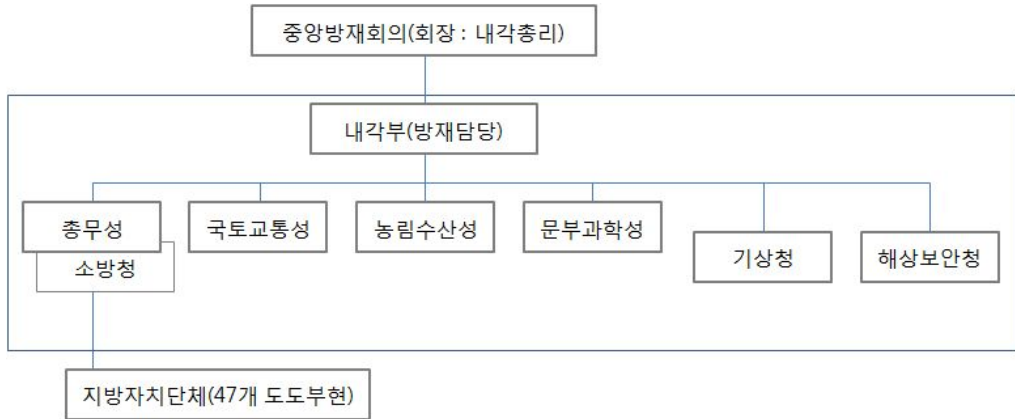 중앙방재회의(회장 : 내각총리)
내각부(방재담당)
총무성
국토교통성
농림수산성
문부과학성
기상청
해상보안청
소방청
지방자치단체(47개 도도부현)